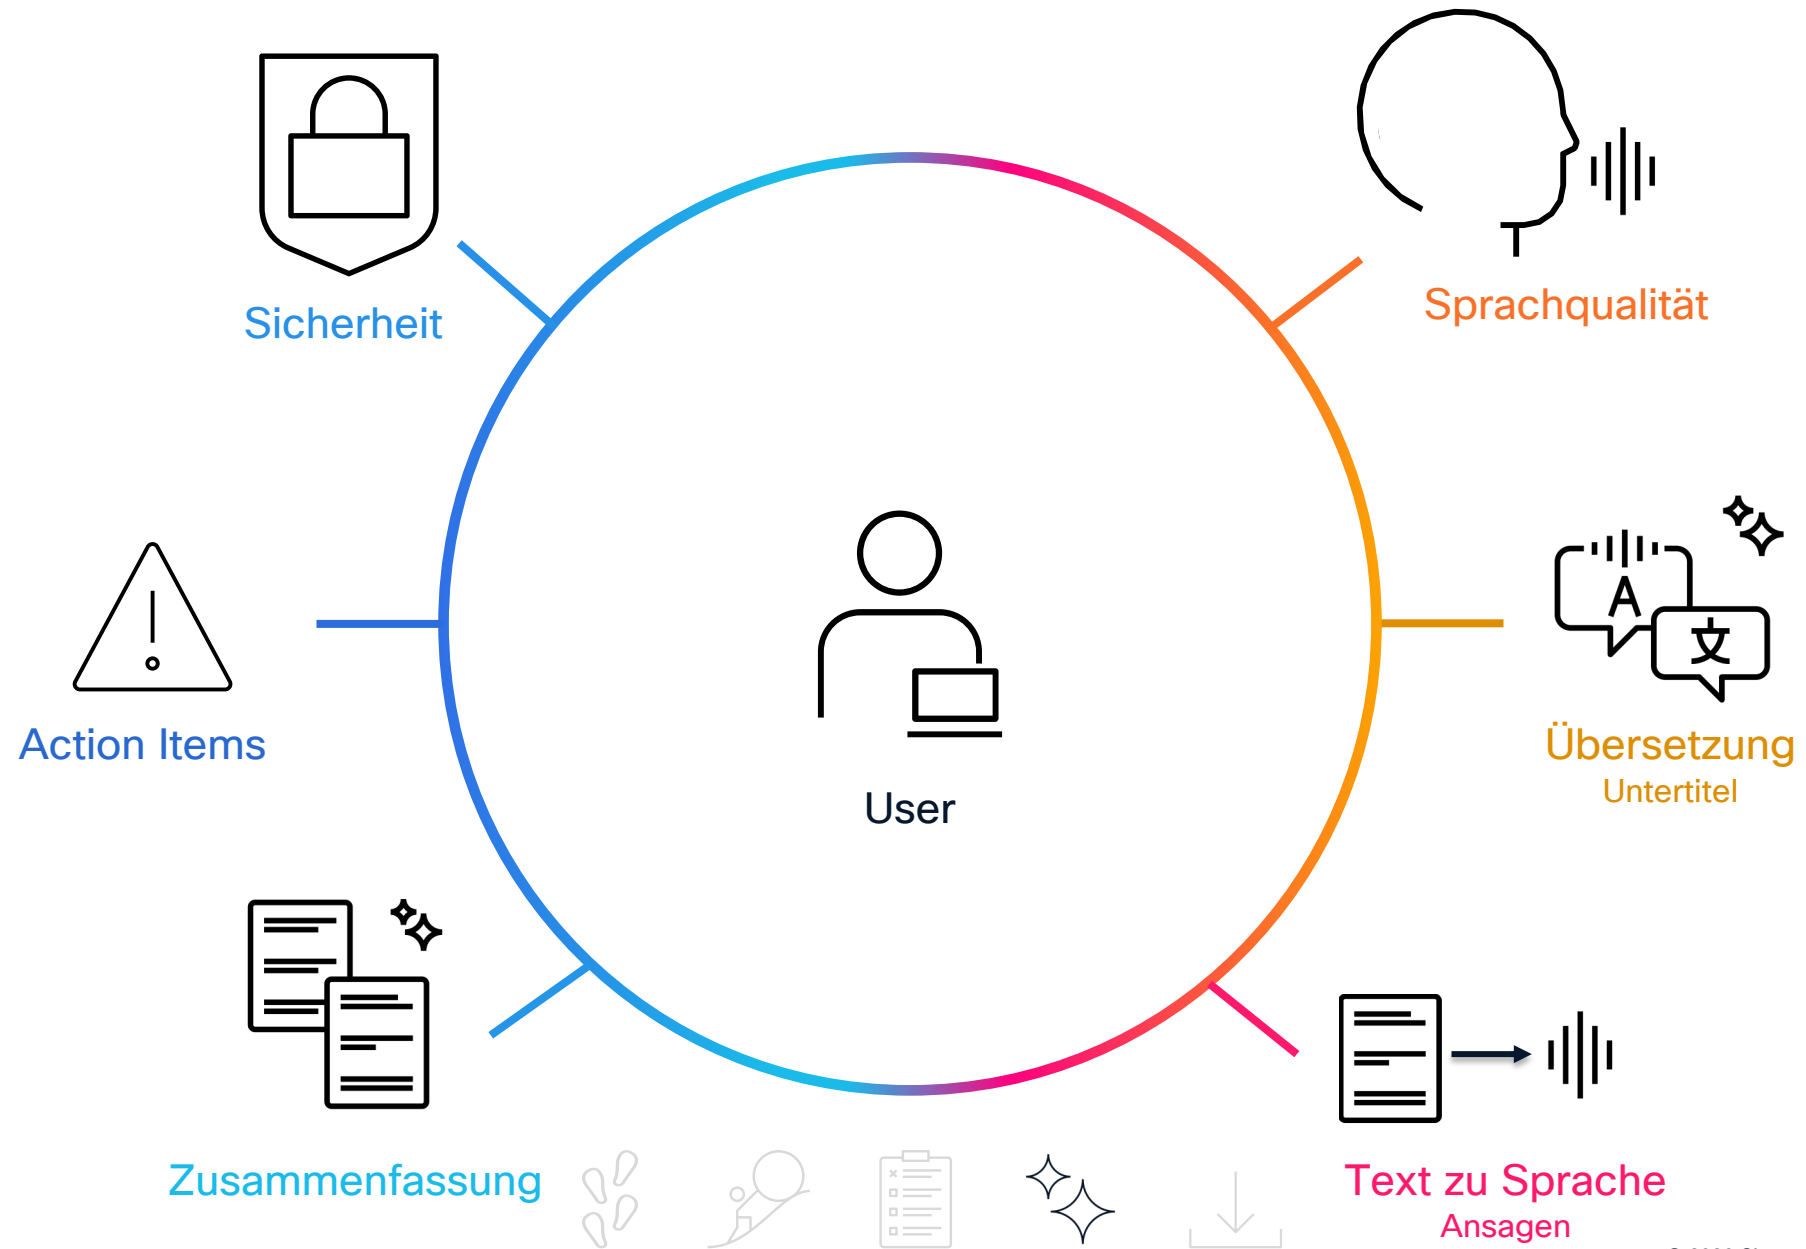 Sicherheit
Sprachqualität
Action Items
Übersetzung
Untertitel
User
Zusammenfassung
Text zu Sprache
Ansagen